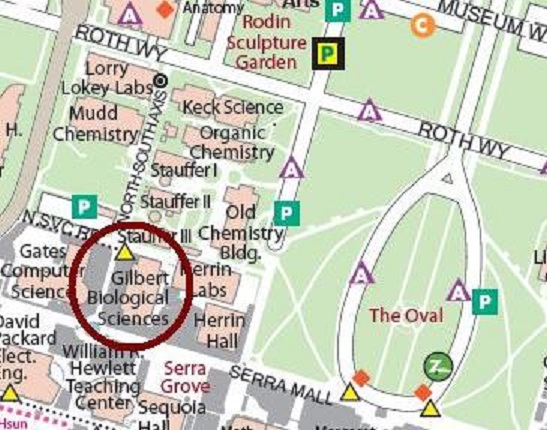 Anatomy
Arts
P
A
A
C
MUSEUM W
Rodin
Sculpture
Garden
P
ROTH WY
Lorry
Lokey Labs
Keck Science
A
Mudd
Chemistry
Organic
Chemistry
ROTH WY
H.
NORTH-SOUTH AXIS
Stauffer I
A
P
Stauffer II
Old
Chemistry
Bldg.
P
N.SVC RD
Stauffer III
Gates
Computer
Science
Gilbert
Biological
Sciences
Herrin
Labs
A
A
P
The Oval
David
Packard
Elect.
Eng.
Herrin
Hall
William R.
Hewlett
Teaching
Center
Serra
Grove
SERRA MALL
Z
Sequoia
Hall
Hsun